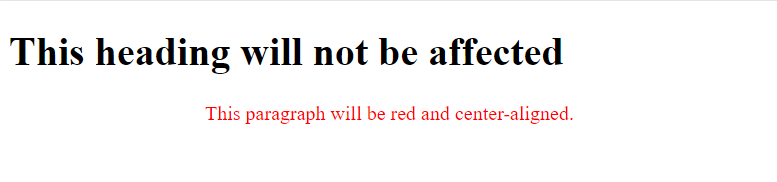 This heading will not be affected
This paragraph will be red and center-aligned.